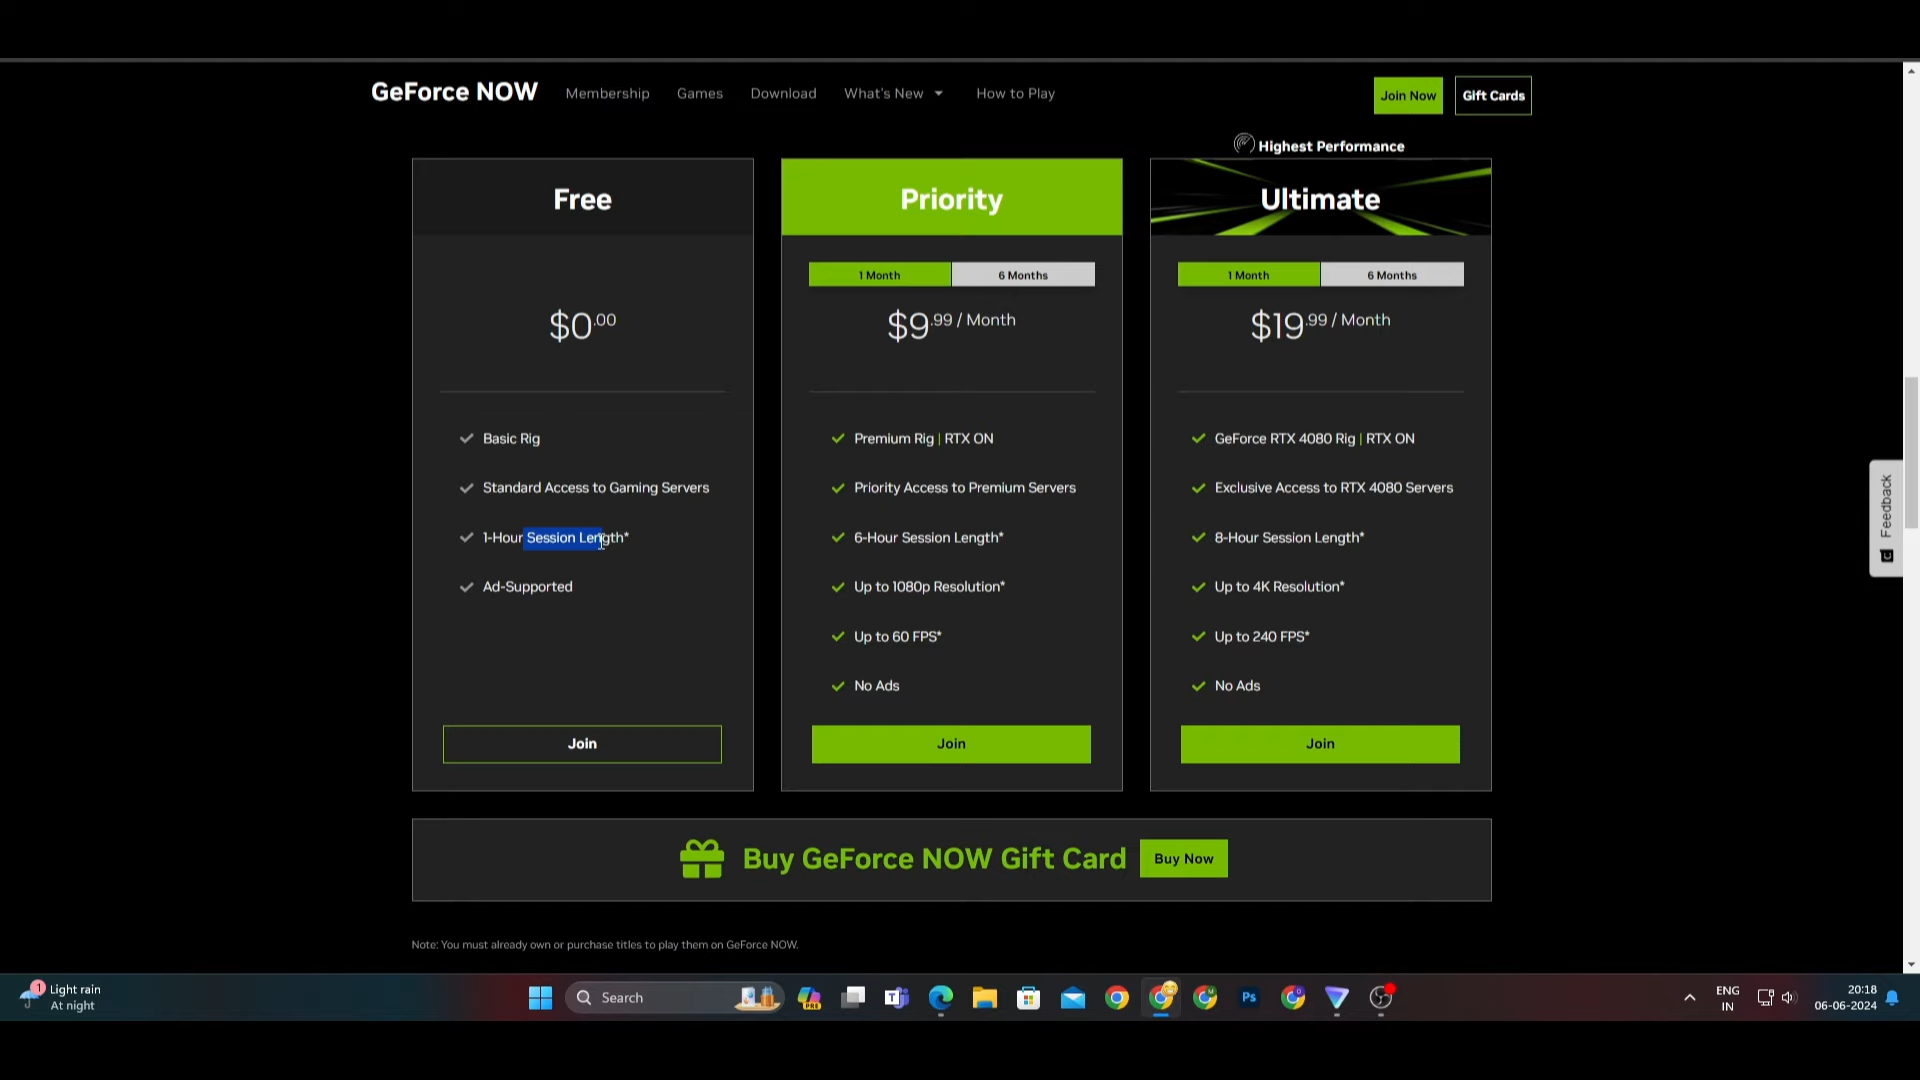 GeForce NOW
Membership
Games
Download
What's New
How to Play
Join Now
Gift Cards
Highest Performance
Free
$0.00
Basic Rig
Standard Access to Gaming Servers
1-Hour Session Length*
Ad-Supported
Join
Priority
1 Month
6 Months
$9.99 / Month
Premium Rig | RTX ON
Priority Access to Premium Servers
6-Hour Session Length*
Up to 1080p Resolution*
Up to 60 FPS*
No Ads
Join
Ultimate
1 Month
6 Months
$19.99 / Month
GeForce RTX 4080 Rig | RTX ON
Exclusive Access to RTX 4080 Servers
8-Hour Session Length*
Up to 4K Resolution*
Up to 240 FPS*
No Ads
Join
Feedback
Buy GeForce NOW Gift Card
Buy Now
Note: You must already own or purchase titles to play them on GeForce NOW.
1
Light rain
At night
Search
PRE
Ps
ENG
IN
20:18
06-06-2024